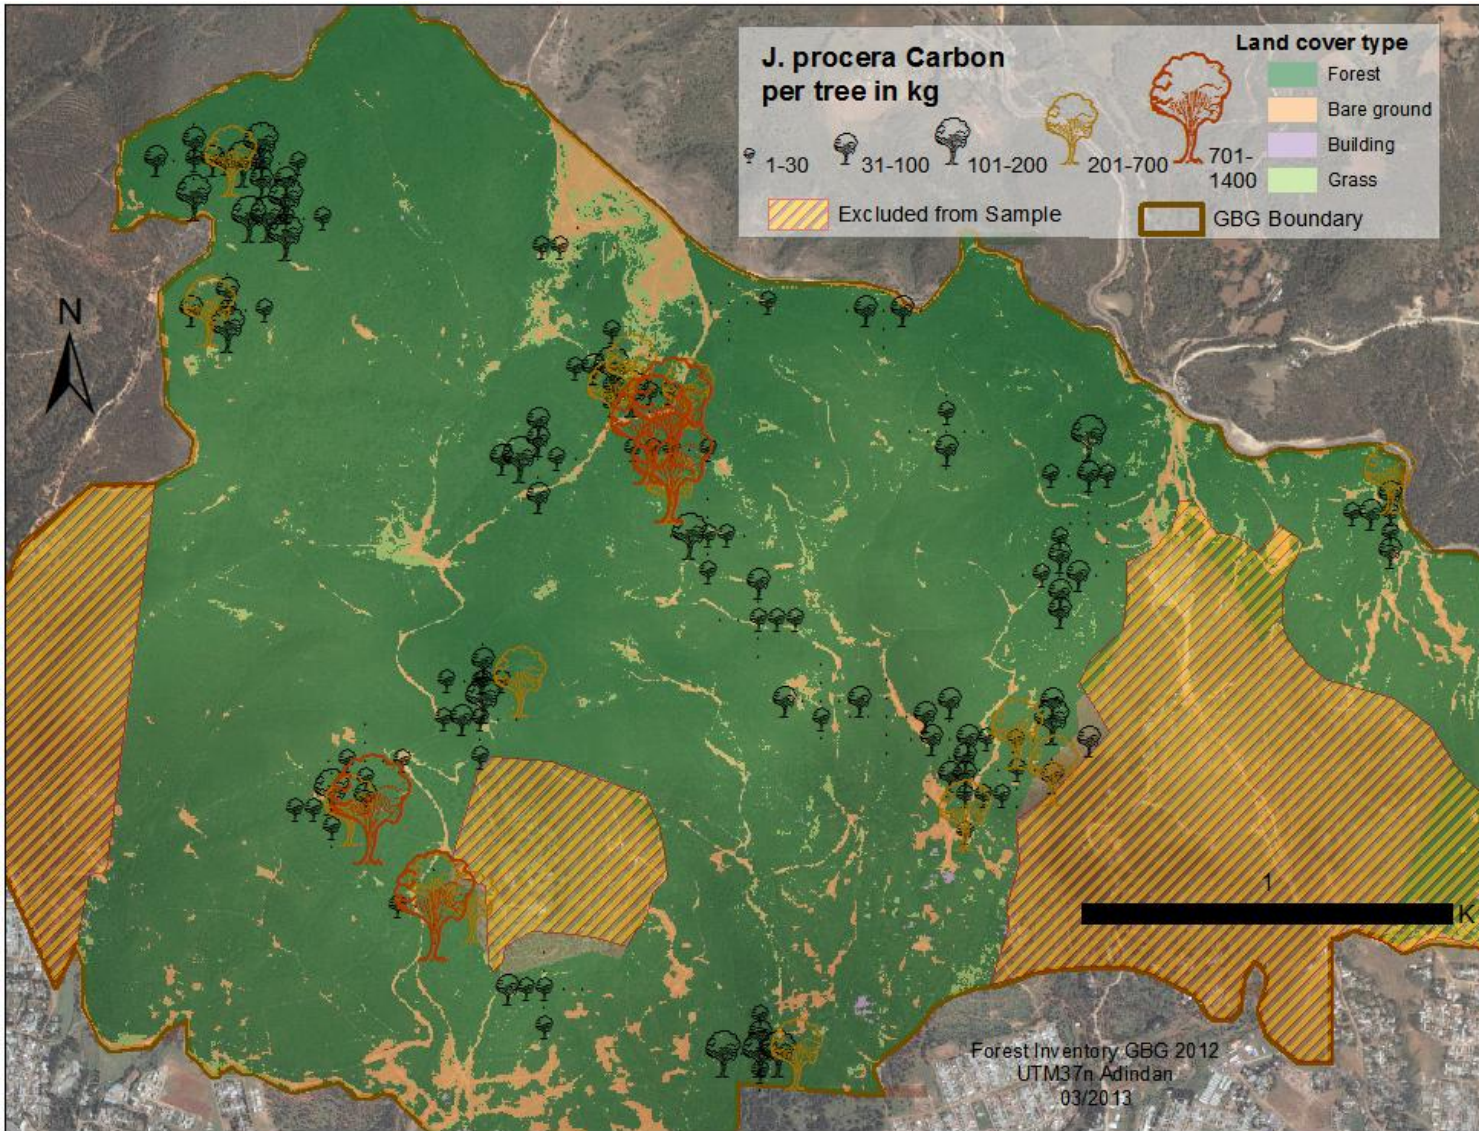 J. procera Carbon
per tree in kg
1-30
31-100
101-200
201-700
701-
1400
Excluded from Sample
GBG Boundary
Land cover type
Forest
Bare ground
Building
Grass
N
1
K
Forest Inventory GBG 2012
UTM37n Adindan
03/2013